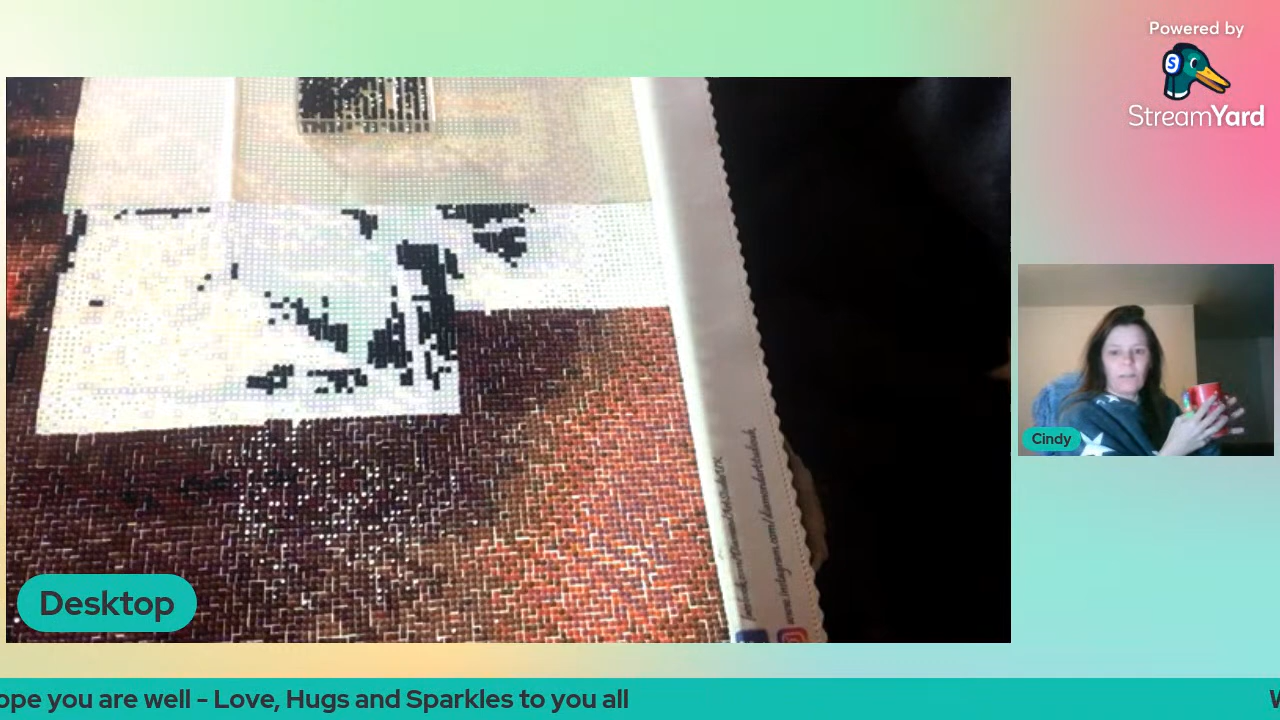 Powered by
StreamYard
Cindy
Desktop
ope you are well - Love, Hugs and Sparkles to you all
W